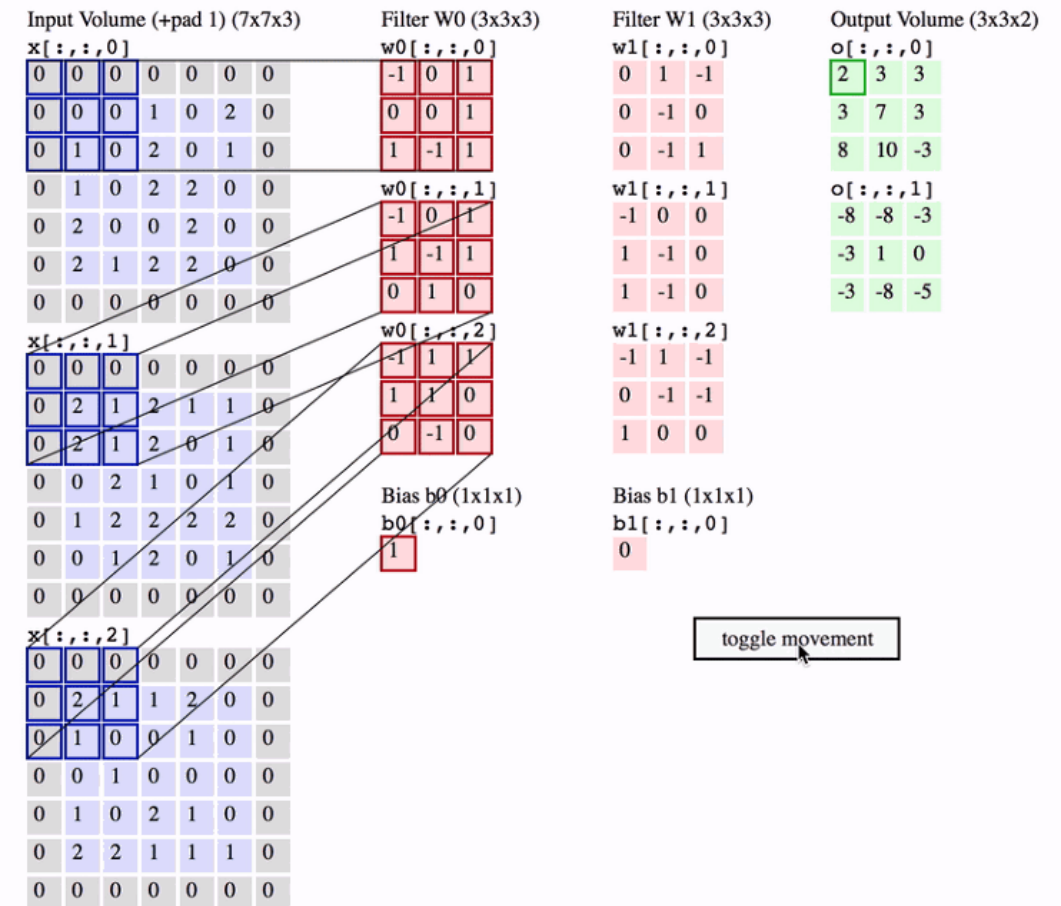 Input Volume (+pad 1) (7x7x3)
x[:,:,0]
0 0 0 0 0 0 0
0 0 0 1 0 2 0
0 1 0 2 0 1 0
0 1 0 2 2 0 0
0 2 0 0 2 0 0
0 2 1 2 2 0 0
0 0 0 0 0 0 0
x[:,:,1]
0 0 0 0 0 0 0
0 2 1 2 1 1 0
0 2 1 2 0 1 0
0 0 2 1 0 1 0
0 1 2 2 2 2 0
0 0 1 2 0 1 0
0 0 0 0 0 0 0
x[:,:,2]
0 0 0 0 0 0 0
0 2 1 1 2 0 0
0 1 0 0 1 0 0
0 0 1 0 0 0 0
0 1 0 2 1 0 0
0 2 2 1 1 1 0
0 0 0 0 0 0 0
Filter W0 (3x3x3)
w0[:,:,0]
-1 0 1
0 0 1
1 -1 1
w0[:,:,1]
-1 0 1
1 -1 1
0 1 0
w0[:,:,2]
-1 1 1
1 1 0
0 -1 0
Bias b0 (1x1x1)
b0[:,:,0]
1
Filter W1 (3x3x3)
w1[:,:,0]
0 1 -1
0 -1 0
0 -1 1
w1[:,:,1]
-1 0 0
1 -1 0
1 -1 0
w1[:,:,2]
-1 1 -1
0 -1 -1
1 0 0
Bias b1 (1x1x1)
b1[:,:,0]
0
Output Volume (3x3x2)
o[:,:,0]
2 3 3
3 7 3
8 10 -3
o[:,:,1]
-8 -8 -3
-3 1 0
-3 -8 -5
toggle movement